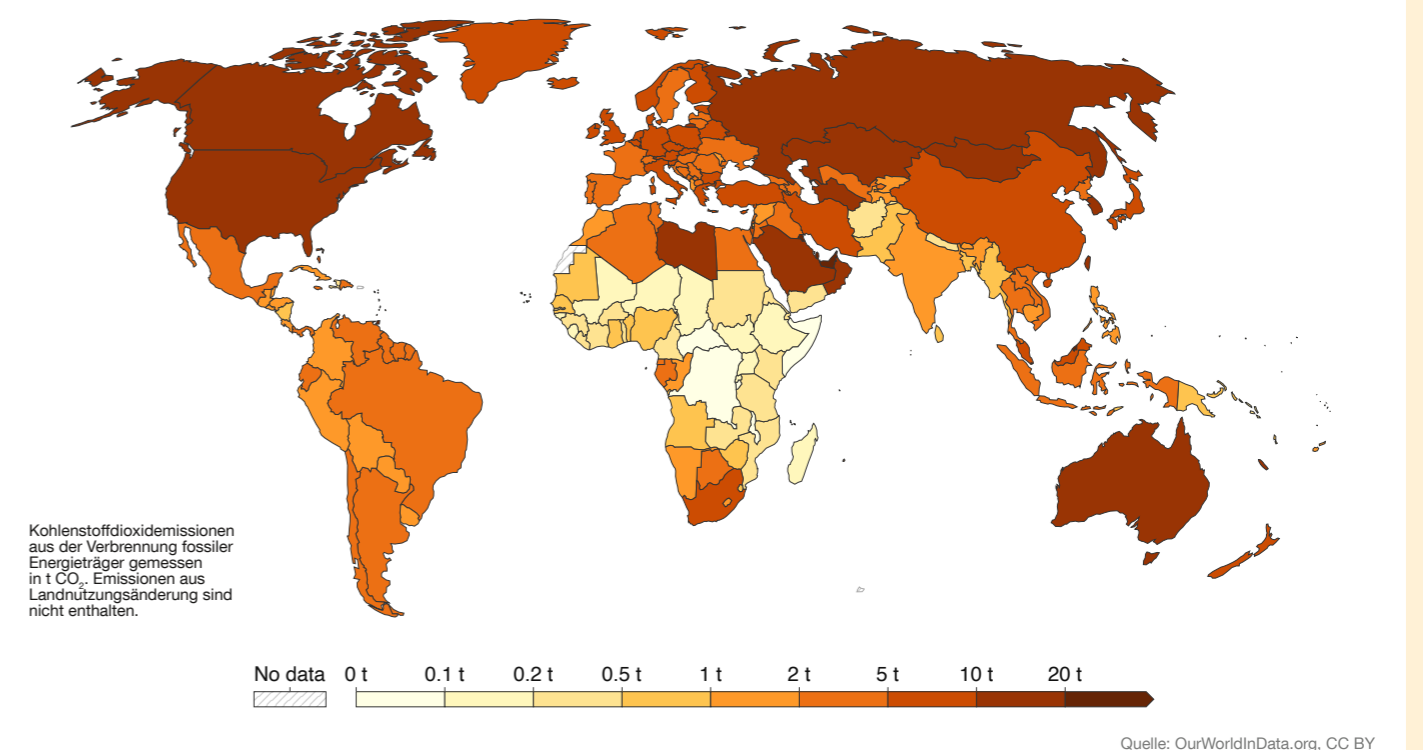 Kohlenstoffdioxidemissionen
aus der Verbrennung fossiler
Energieträger gemessen
in t CO₂. Emissionen aus
Landnutzungsänderung sind
nicht enthalten.
No data 0 t 0.1 t 0.2 t 0.5 t 1 t 2 t 5 t 10 t 20 t
Quelle: OurWorldInData.org, CC BY